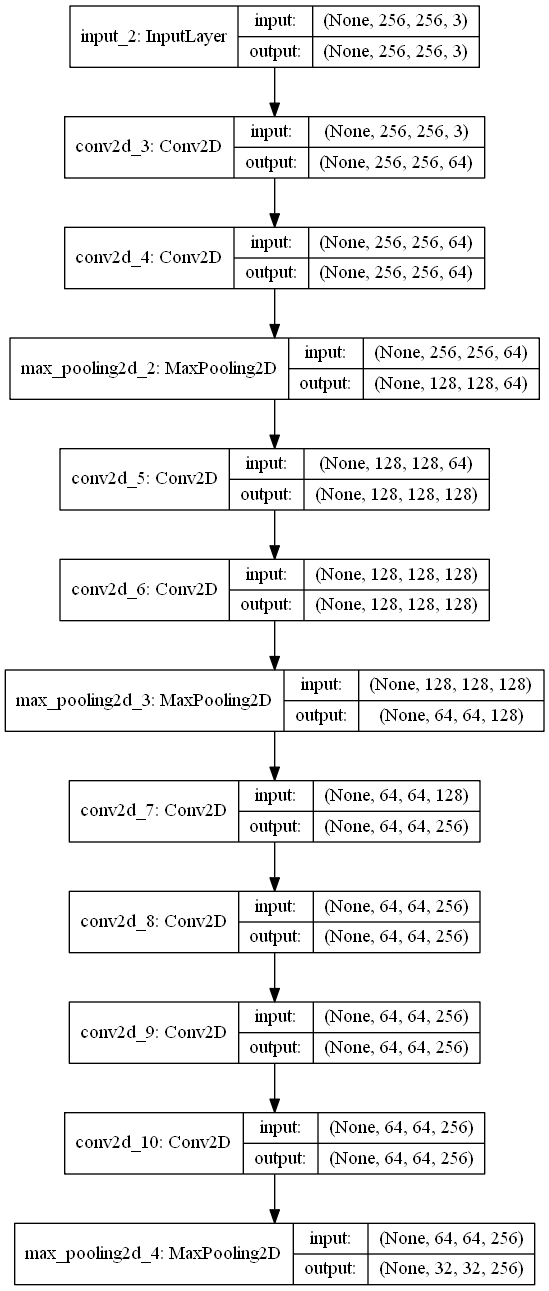 input_2: InputLayer
input: (None, 256, 256, 3)
output: (None, 256, 256, 3)
conv2d_3: Conv2D
input: (None, 256, 256, 3)
output: (None, 256, 256, 64)
conv2d_4: Conv2D
input: (None, 256, 256, 64)
output: (None, 256, 256, 64)
max_pooling2d_2: MaxPooling2D
input: (None, 256, 256, 64)
output: (None, 128, 128, 64)
conv2d_5: Conv2D
input: (None, 128, 128, 64)
output: (None, 128, 128, 128)
conv2d_6: Conv2D
input: (None, 128, 128, 128)
output: (None, 128, 128, 128)
max_pooling2d_3: MaxPooling2D
input: (None, 128, 128, 128)
output: (None, 64, 64, 128)
conv2d_7: Conv2D
input: (None, 64, 64, 128)
output: (None, 64, 64, 256)
conv2d_8: Conv2D
input: (None, 64, 64, 256)
output: (None, 64, 64, 256)
conv2d_9: Conv2D
input: (None, 64, 64, 256)
output: (None, 64, 64, 256)
conv2d_10: Conv2D
input: (None, 64, 64, 256)
output: (None, 64, 64, 256)
max_pooling2d_4: MaxPooling2D
input: (None, 64, 64, 256)
output: (None, 32, 32, 256)